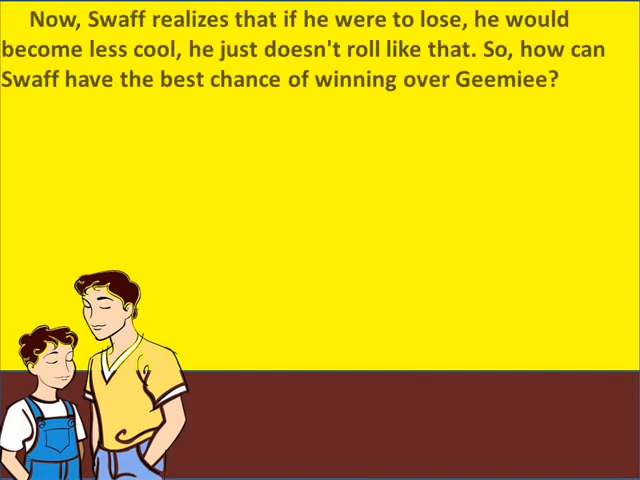 Now, Swaff realizes that if he were to lose, he would
become less cool, he just doesn't roll like that. So, how can
Swaff have the best chance of winning over Geemiee?